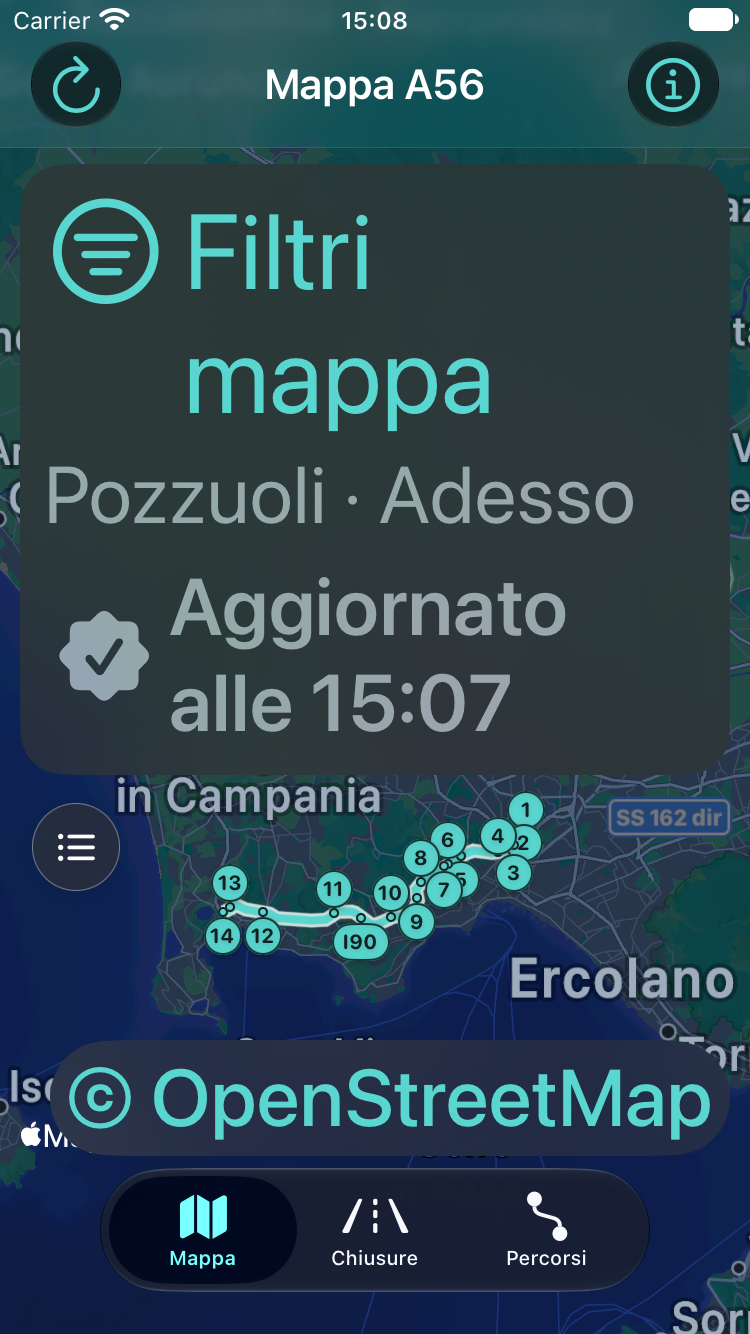 Carrier 15:08
Mappa A56
Filtri
mappa
Pozzuoli · Adesso
Aggiornato
alle 15:07
in Campania
SS 162 dir
1
6
4
2
8
3
5
13
11
10
7
14
12
I90
9
Ercolano
© OpenStreetMap
Mappa
Chiusure
Percorsi